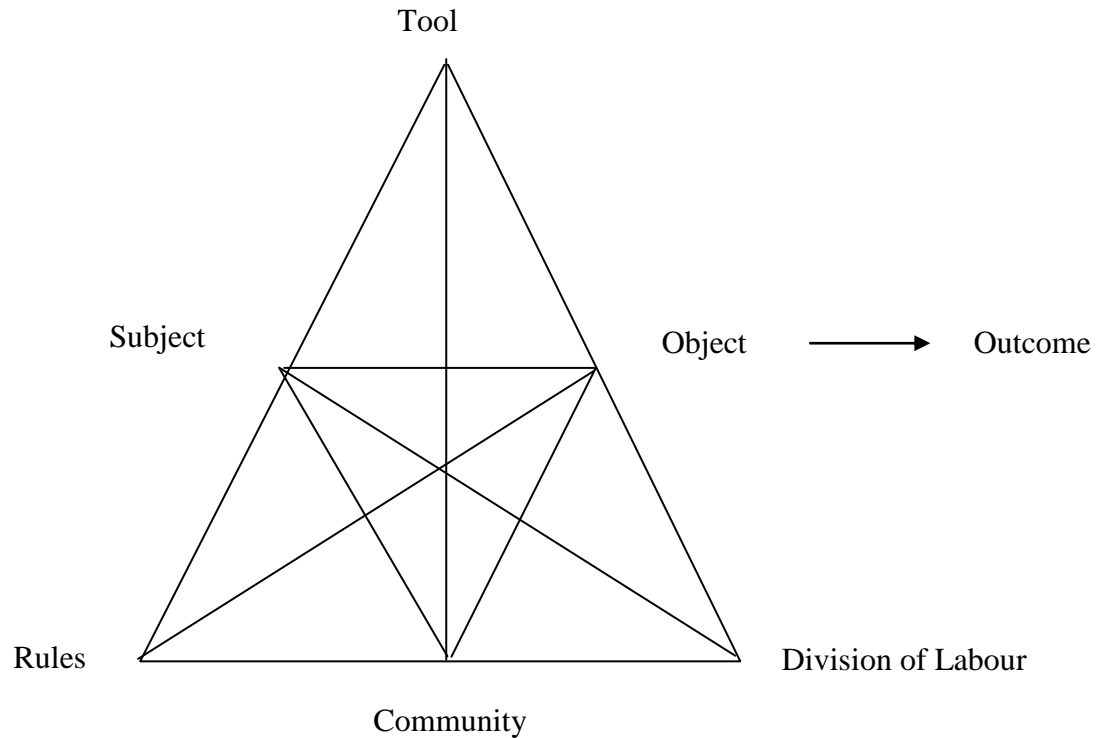 Tool
Subject
Object
Outcome
Rules
Division of Labour
Community